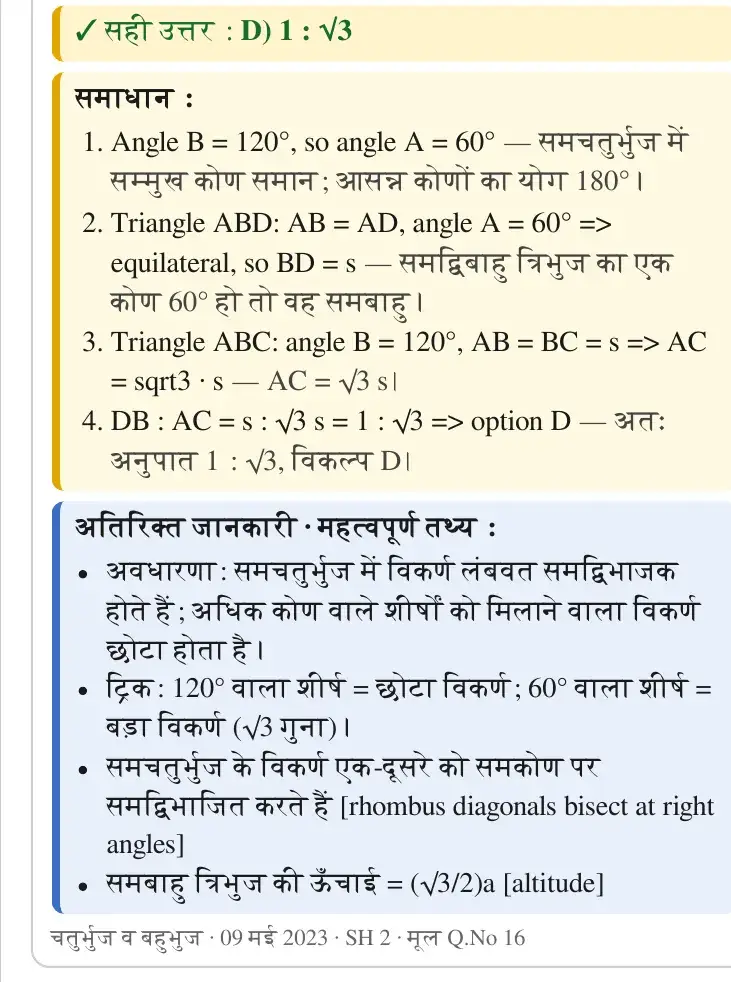 ✓ सही उत्तर : D) 1 : √3
समाधान :
1. Angle B = 120°, so angle A = 60° — समचतुर्भुज में
सम्मुख कोण समान ; आसन्न कोणों का योग 180° ।
2. Triangle ABD: AB = AD, angle A = 60° =>
equilateral, so BD = s — समद्विबाहु त्रिभुज का एक
कोण 60° हो तो वह समबाहु ।
3. Triangle ABC: angle B = 120°, AB = BC = s => AC
= sqrt3 · s — AC = √3 s।
4. DB : AC = s : √3 s = 1 : √3 => option D — अतः
अनुपात 1 : √3, विकल्प D।
अतिरिक्त जानकारी · महत्वपूर्ण तथ्य :
• अवधारणा : समचतुर्भुज में विकर्ण लंबवत समद्विभाजक
होते हैं ; अधिक कोण वाले शीर्षों को मिलाने वाला विकर्ण
छोटा होता है ।
• ट्रिक : 120° वाला शीर्ष = छोटा विकर्ण ; 60° वाला शीर्ष =
बड़ा विकर्ण (√3 गुना) ।
• समचतुर्भुज के विकर्ण एक-दूसरे को समकोण पर
समद्विभाजित करते हैं [rhombus diagonals bisect at right
angles]
• समबाहु त्रिभुज की ऊँचाई = (√3/2)a [altitude]
चतुर्भुज व बहुभुज · 09 मई 2023 · SH 2 · मूल Q.No 16